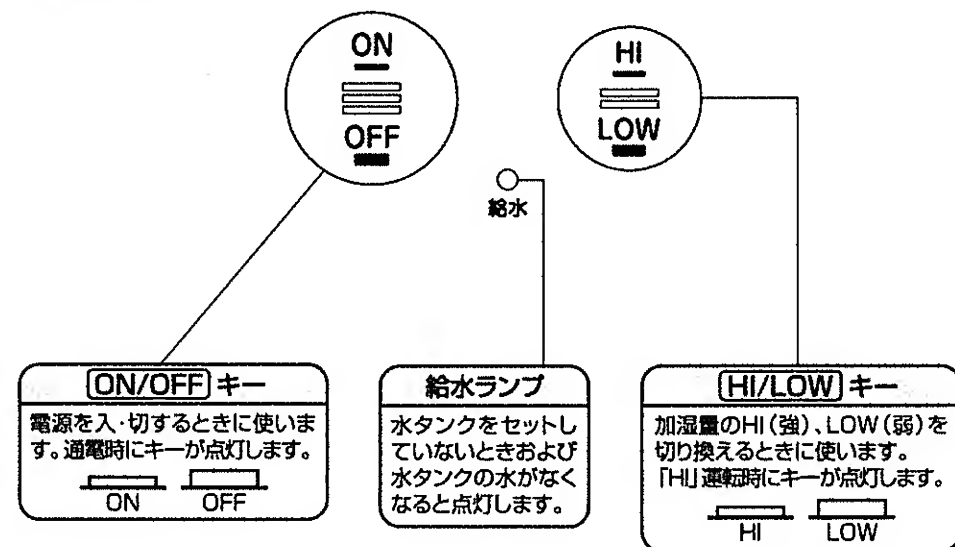 ON
OFF
HI
LOW
給水
ON/OFF キー
電源を入・切するときに使いま
す。通電時にキーが点灯します。
ON OFF
給水ランプ
水タンクをセットし
ていないときおよび
水タンクの水がなく
なると点灯します。
HI/LOW キー
加湿量のHI(強)、LOW(弱)を
切り換えるときに使います。
「HI」運転時にキーが点灯します。
HI LOW